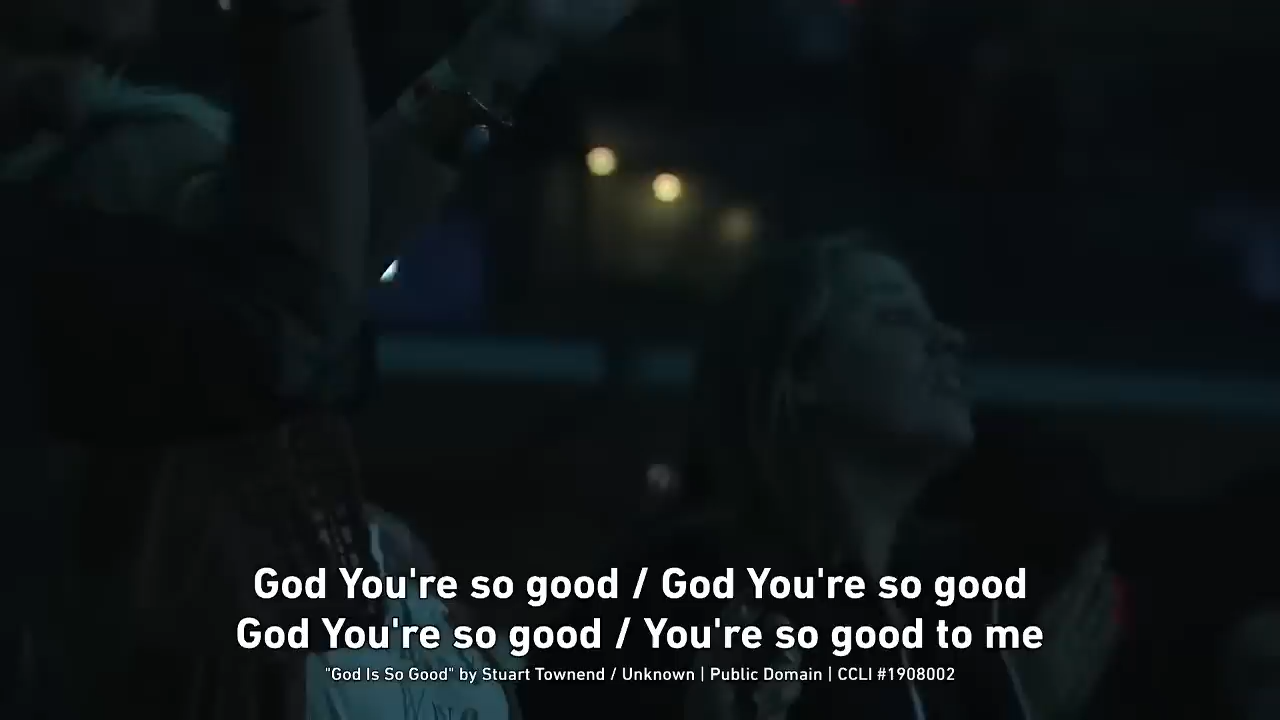 God You're so good / God You're so good
God You're so good / You're so good to me
"God Is So Good" by Stuart Townend / Unknown | Public Domain | CCLI #1908002